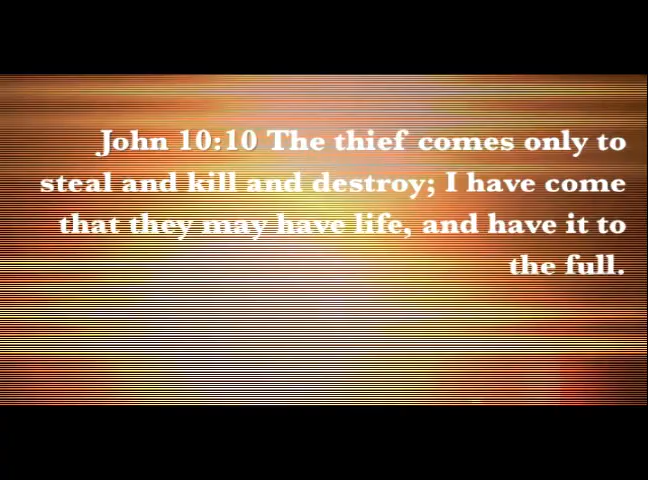 John 10:10 The thief comes only to
steal and kill and destroy; I have come
that they may have life, and have it to
the full.